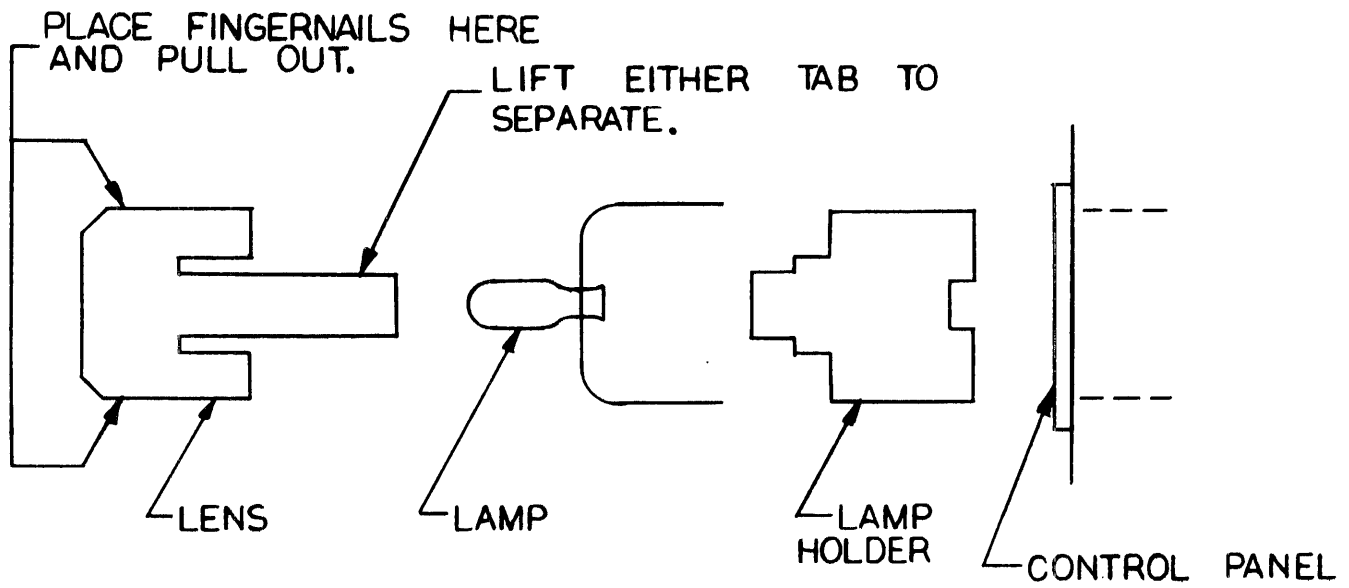 PLACE FINGERNAILS HERE
AND PULL OUT.
LIFT EITHER TAB TO
SEPARATE.
LENS
LAMP
LAMP
HOLDER
CONTROL PANEL